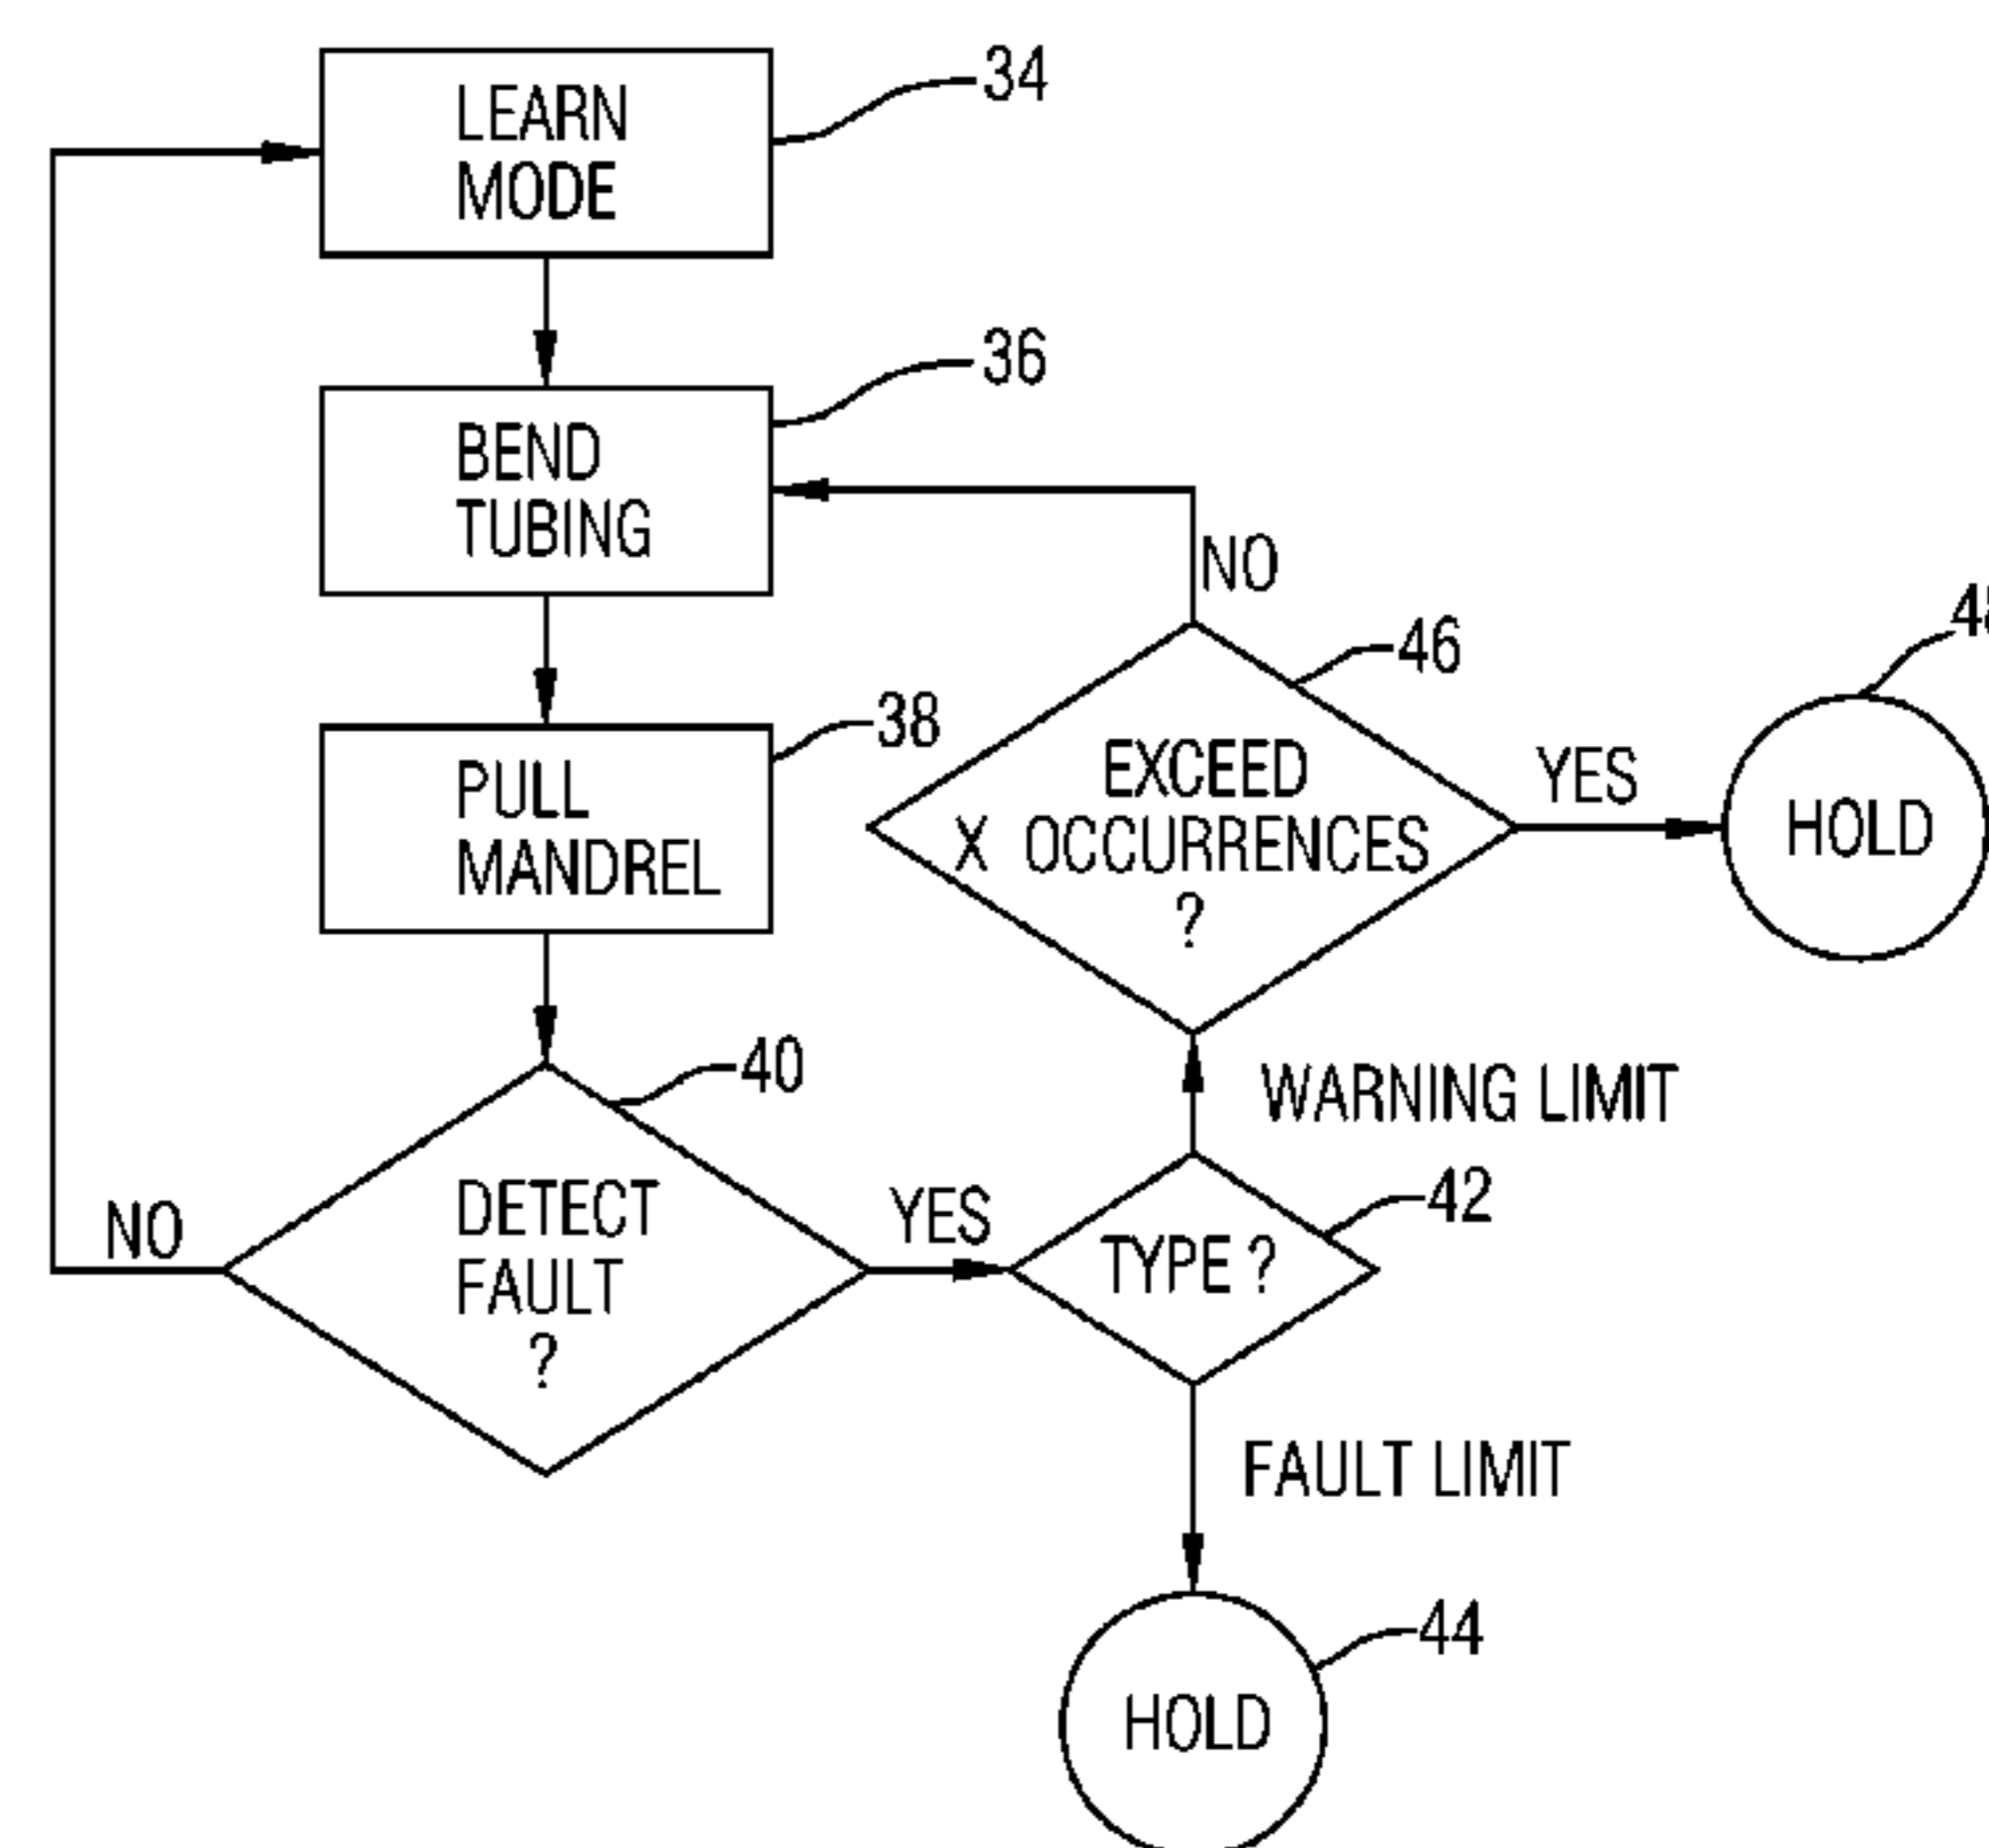 LEARN
MODE
34
BEND
TUBING
36
NO
46
PULL
MANDREL
38
EXCEED
X OCCURRENCES
?
YES
HOLD
40
WARNING LIMIT
DETECT
FAULT
?
NO
YES
TYPE ?
42
FAULT LIMIT
44
HOLD